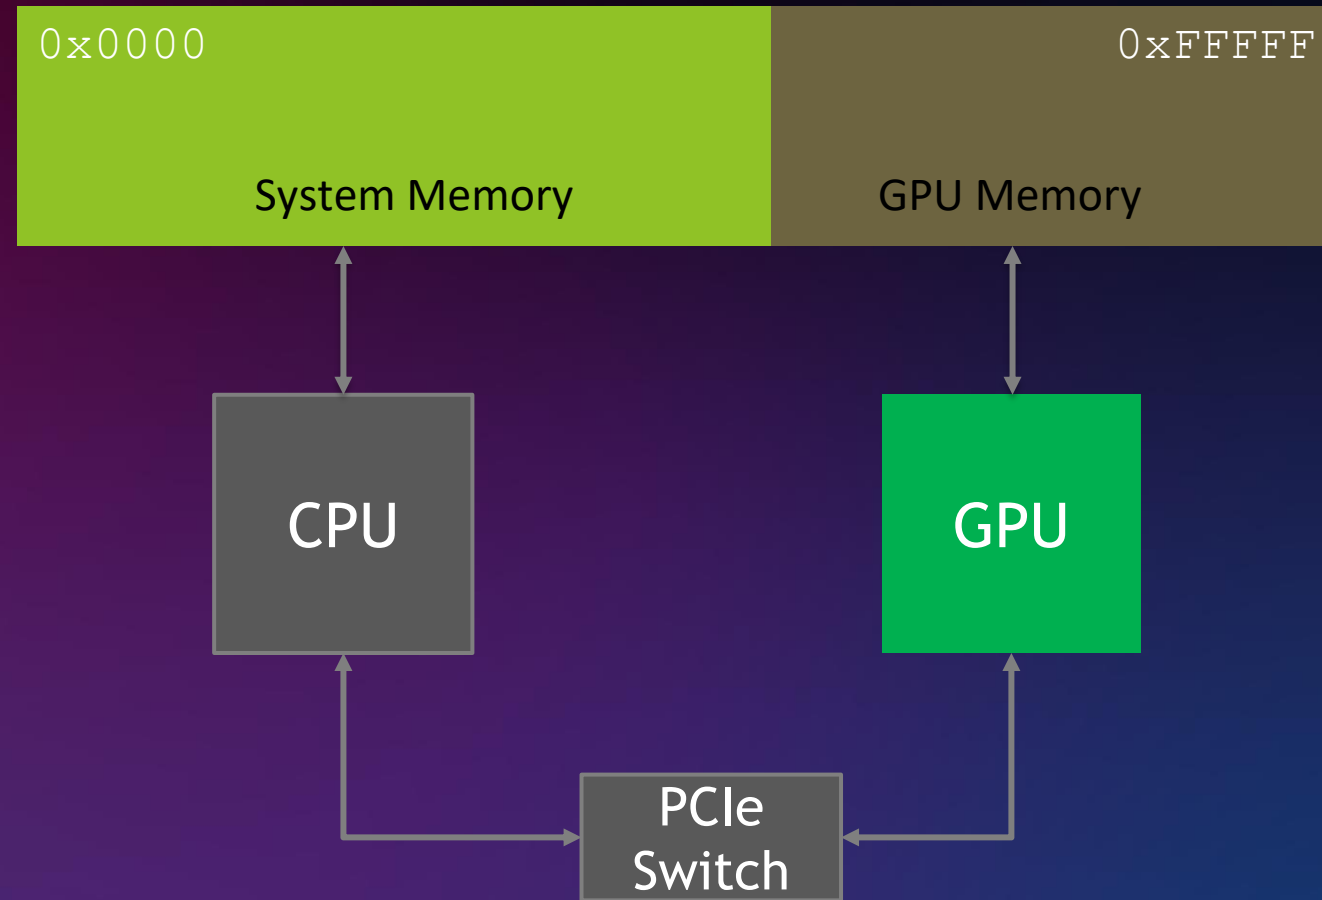 0x0000
0xFFFFF
System Memory
GPU Memory
CPU
GPU
PCIe
Switch